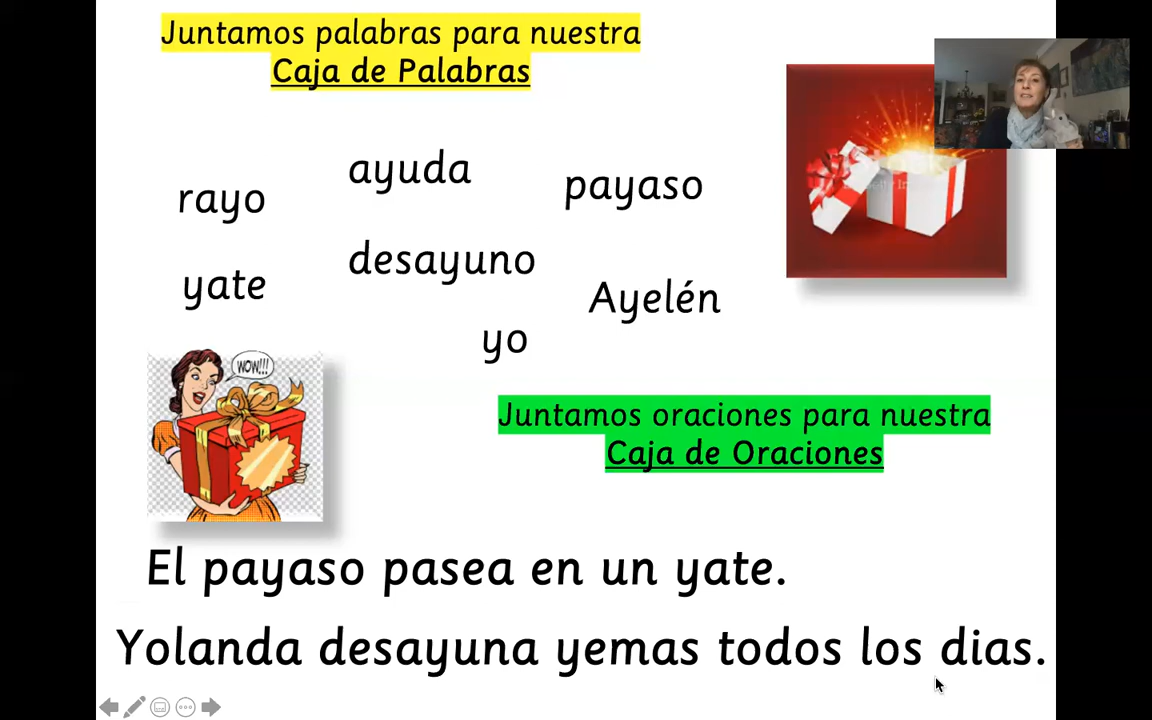 Juntamos palabras para nuestra
Caja de Palabras
rayo
ayuda
payaso
yate
desayuno
Ayelén
yo
WOW!!!
Juntamos oraciones para nuestra
Caja de Oraciones
El payaso pasea en un yate.
Yolanda desayuna yemas todos los dias.